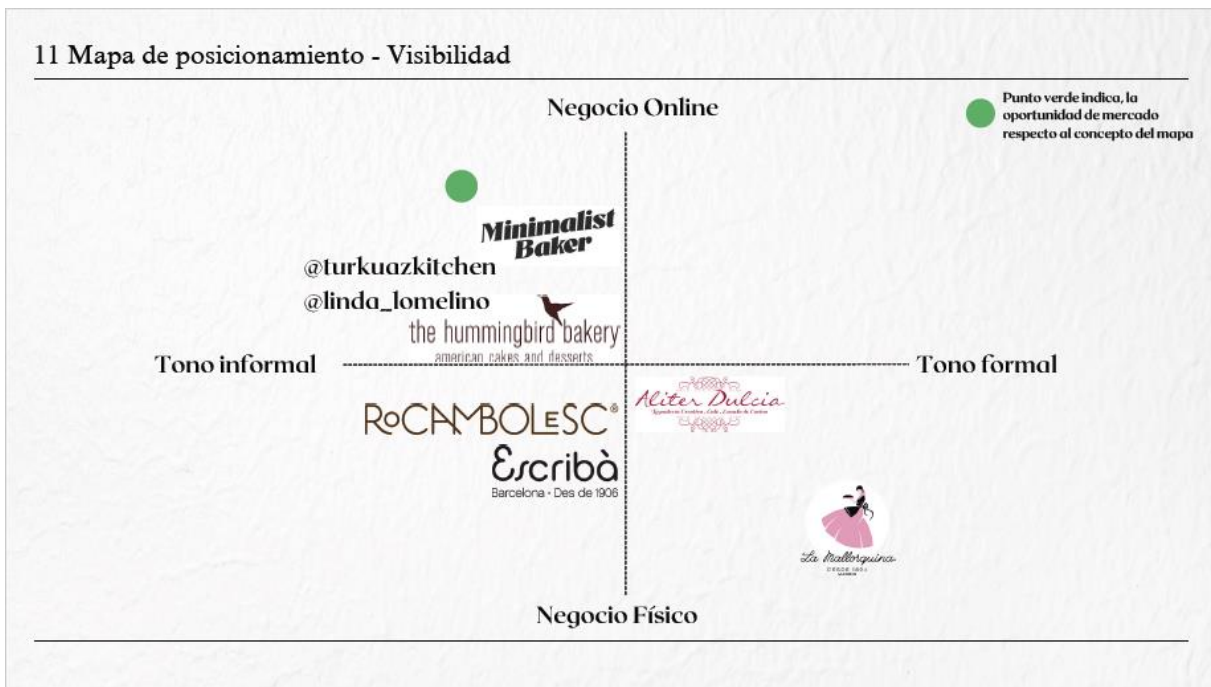 11 Mapa de posicionamiento - Visibilidad
Negocio Online
Punto verde indica, la
oportunidad de mercado
respecto al concepto del mapa
Minimalist
Baker
@turkuazkitchen
@linda_lomelino
the hummingbird bakery
american cakes and desserts
Tono informal
Tono formal
Aliter Dulcia
RoCAMBOLESC®
Escribà
Barcelona · Des de 1906
La Mallorquina
Negocio Físico